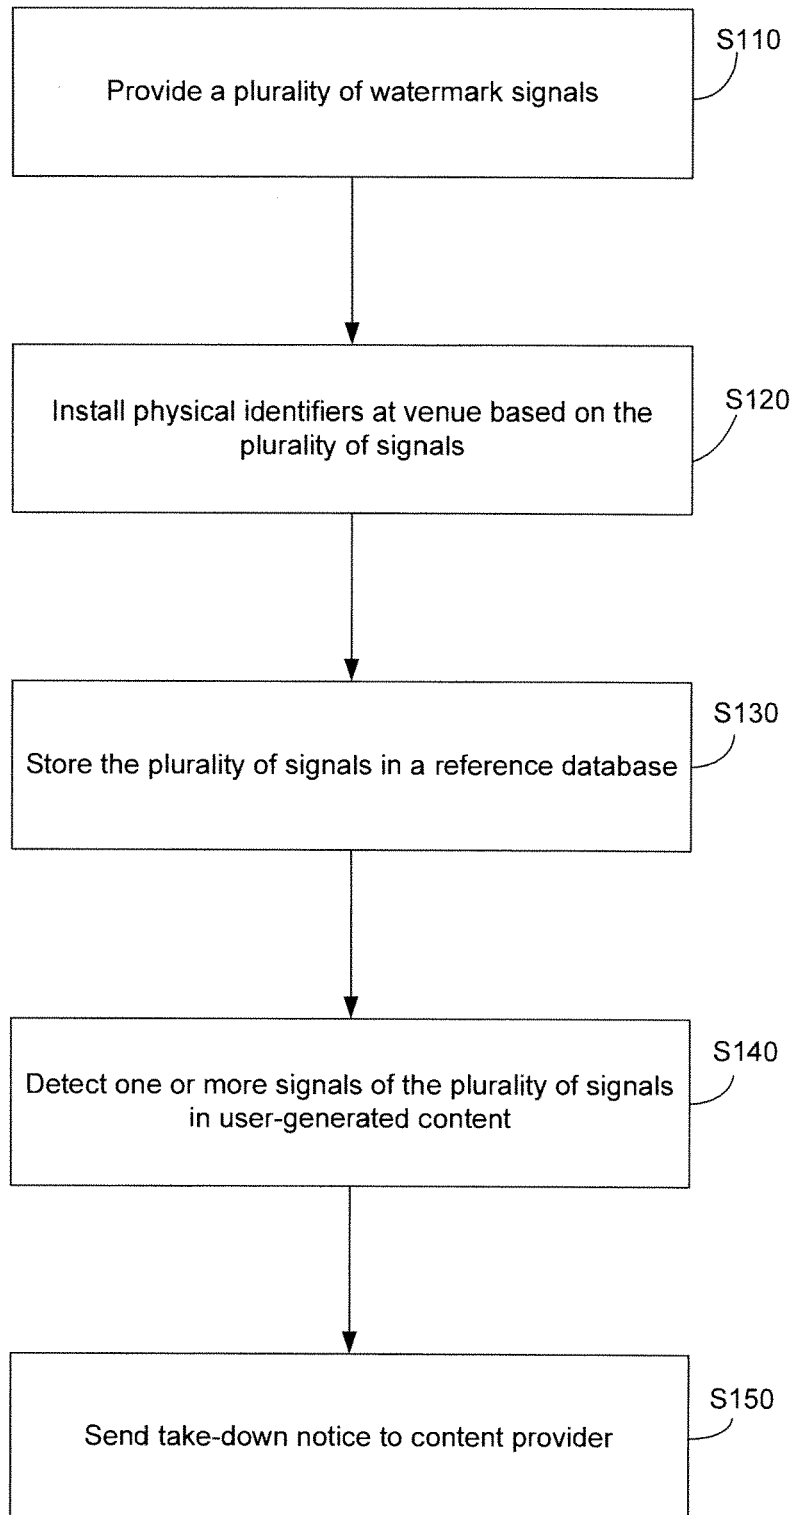 S110
Provide a plurality of watermark signals
S120
Install physical identifiers at venue based on the
plurality of signals
S130
Store the plurality of signals in a reference database
S140
Detect one or more signals of the plurality of signals
in user-generated content
S150
Send take-down notice to content provider